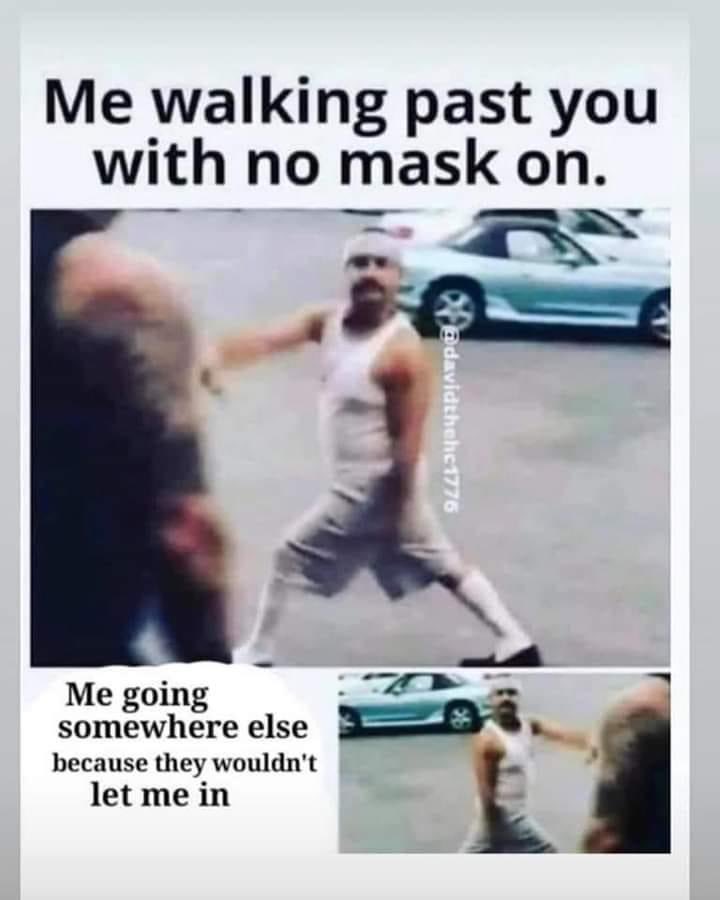 Me walking past you
with no mask on.
@davidthehc1776
Me going
somewhere else
because they wouldn't
let me in